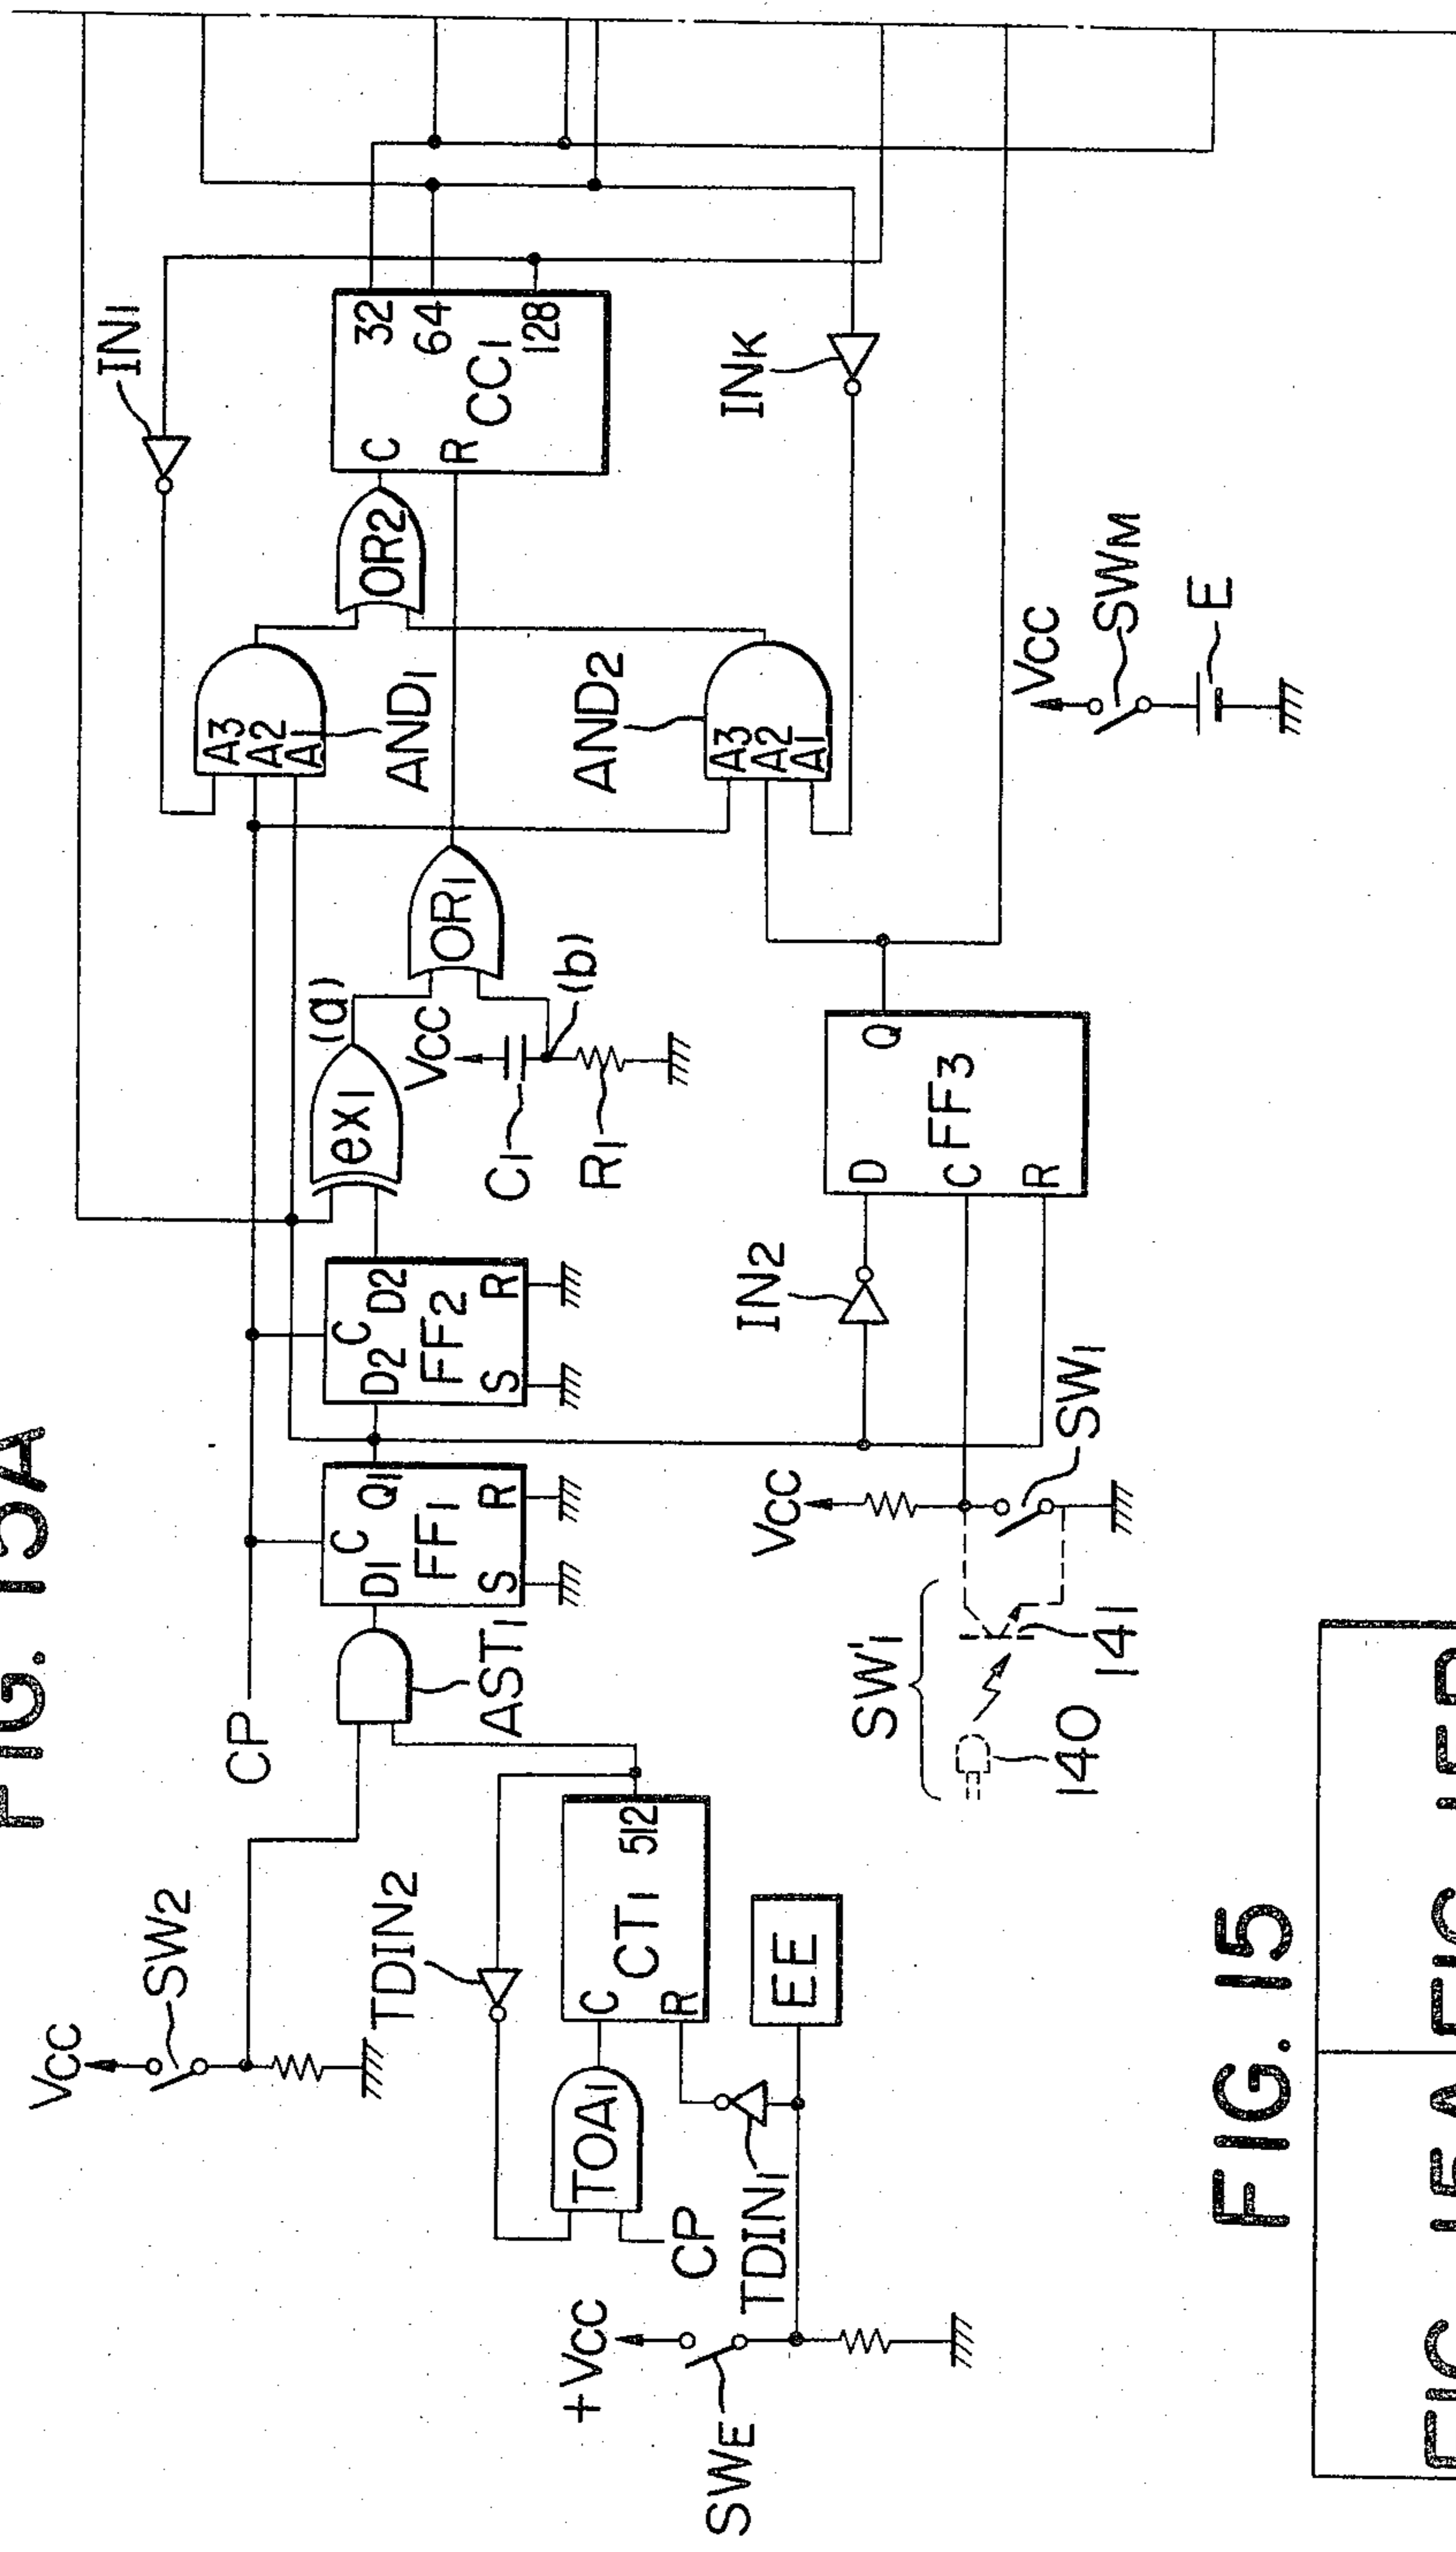 FIG. 15A
VCC
SW2
CP
TDIN2
AST1
D1 C Q1
FF1
S R
D2 C D2
FF2
S R
ex1
(a)
OR1
(b)
VCC
C1
R1
A3
A2
A
AND1
OR2
IN1
C
R
CC1
32
64
128
AND2
A3
A2
A1
INK
+VCC
SWE
TOA1
CP
TDIN1
C
R
CT1
512
EE
VCC
SW1
SW'1
140
141
IN2
D
C
R
FF3
Q
VCC
SWM
E
FIG. 15
FIG. 15A